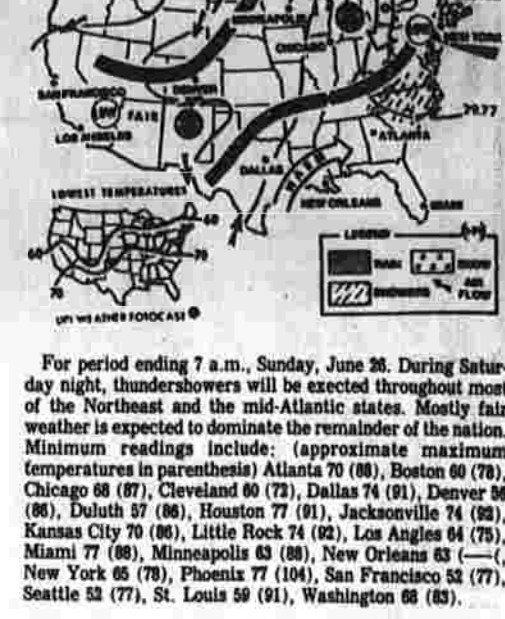 MINNEAPOLIS
CHICAGO
NEW YORK
SAN FRANCISCO
DENVER
LOW
FAIR
LOS ANGELES
29.77
ATLANTA
DALLAS
WARM
NEW ORLEANS
MIAMI
LOWEST TEMPERATURES
60
60
70
70
LEGEND
RAIN
SNOW
SHOWERS
AIR
FLOW
UPI WEATHER FOTOCAST
For period ending 7 a.m., Sunday, June 26. During Satur-
day night, thundershowers will be exected throughout most
of the Northeast and the mid-Atlantic states. Mostly fair
weather is expected to dominate the remainder of the nation.
Minimum readings include: (approximate maximum
temperatures in parenthesis) Atlanta 70 (88), Boston 60 (78),
Chicago 68 (87), Cleveland 60 (72), Dallas 74 (91), Denver 56
(86), Duluth 57 (86), Houston 77 (91), Jacksonville 74 (92),
Kansas City 70 (86), Little Rock 74 (92), Los Angles 64 (75),
Miami 77 (88), Minneapolis 63 (88), New Orleans 63 (—(,
New York 65 (78), Phoenix 77 (104), San Francisco 52 (77),
Seattle 52 (77), St. Louis 59 (91), Washington 68 (83).